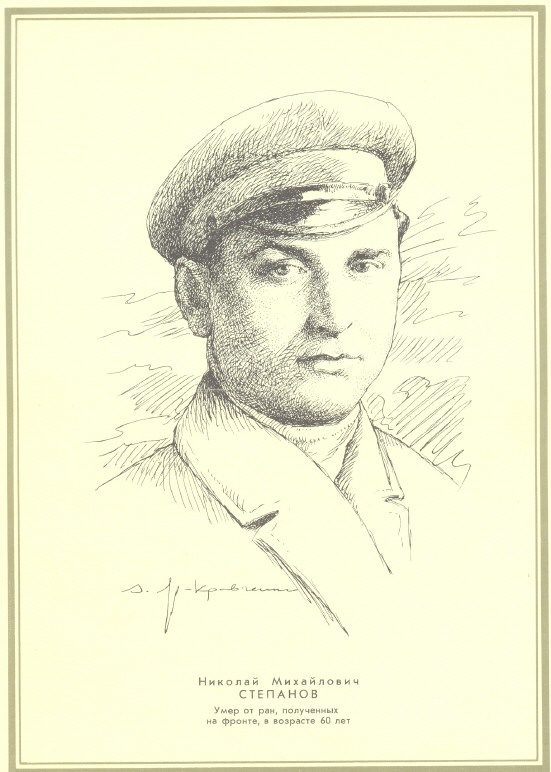 Николай Михайлович
СТЕПАНОВ
Умер от ран, полученных
на фронте, в возрасте 60 лет